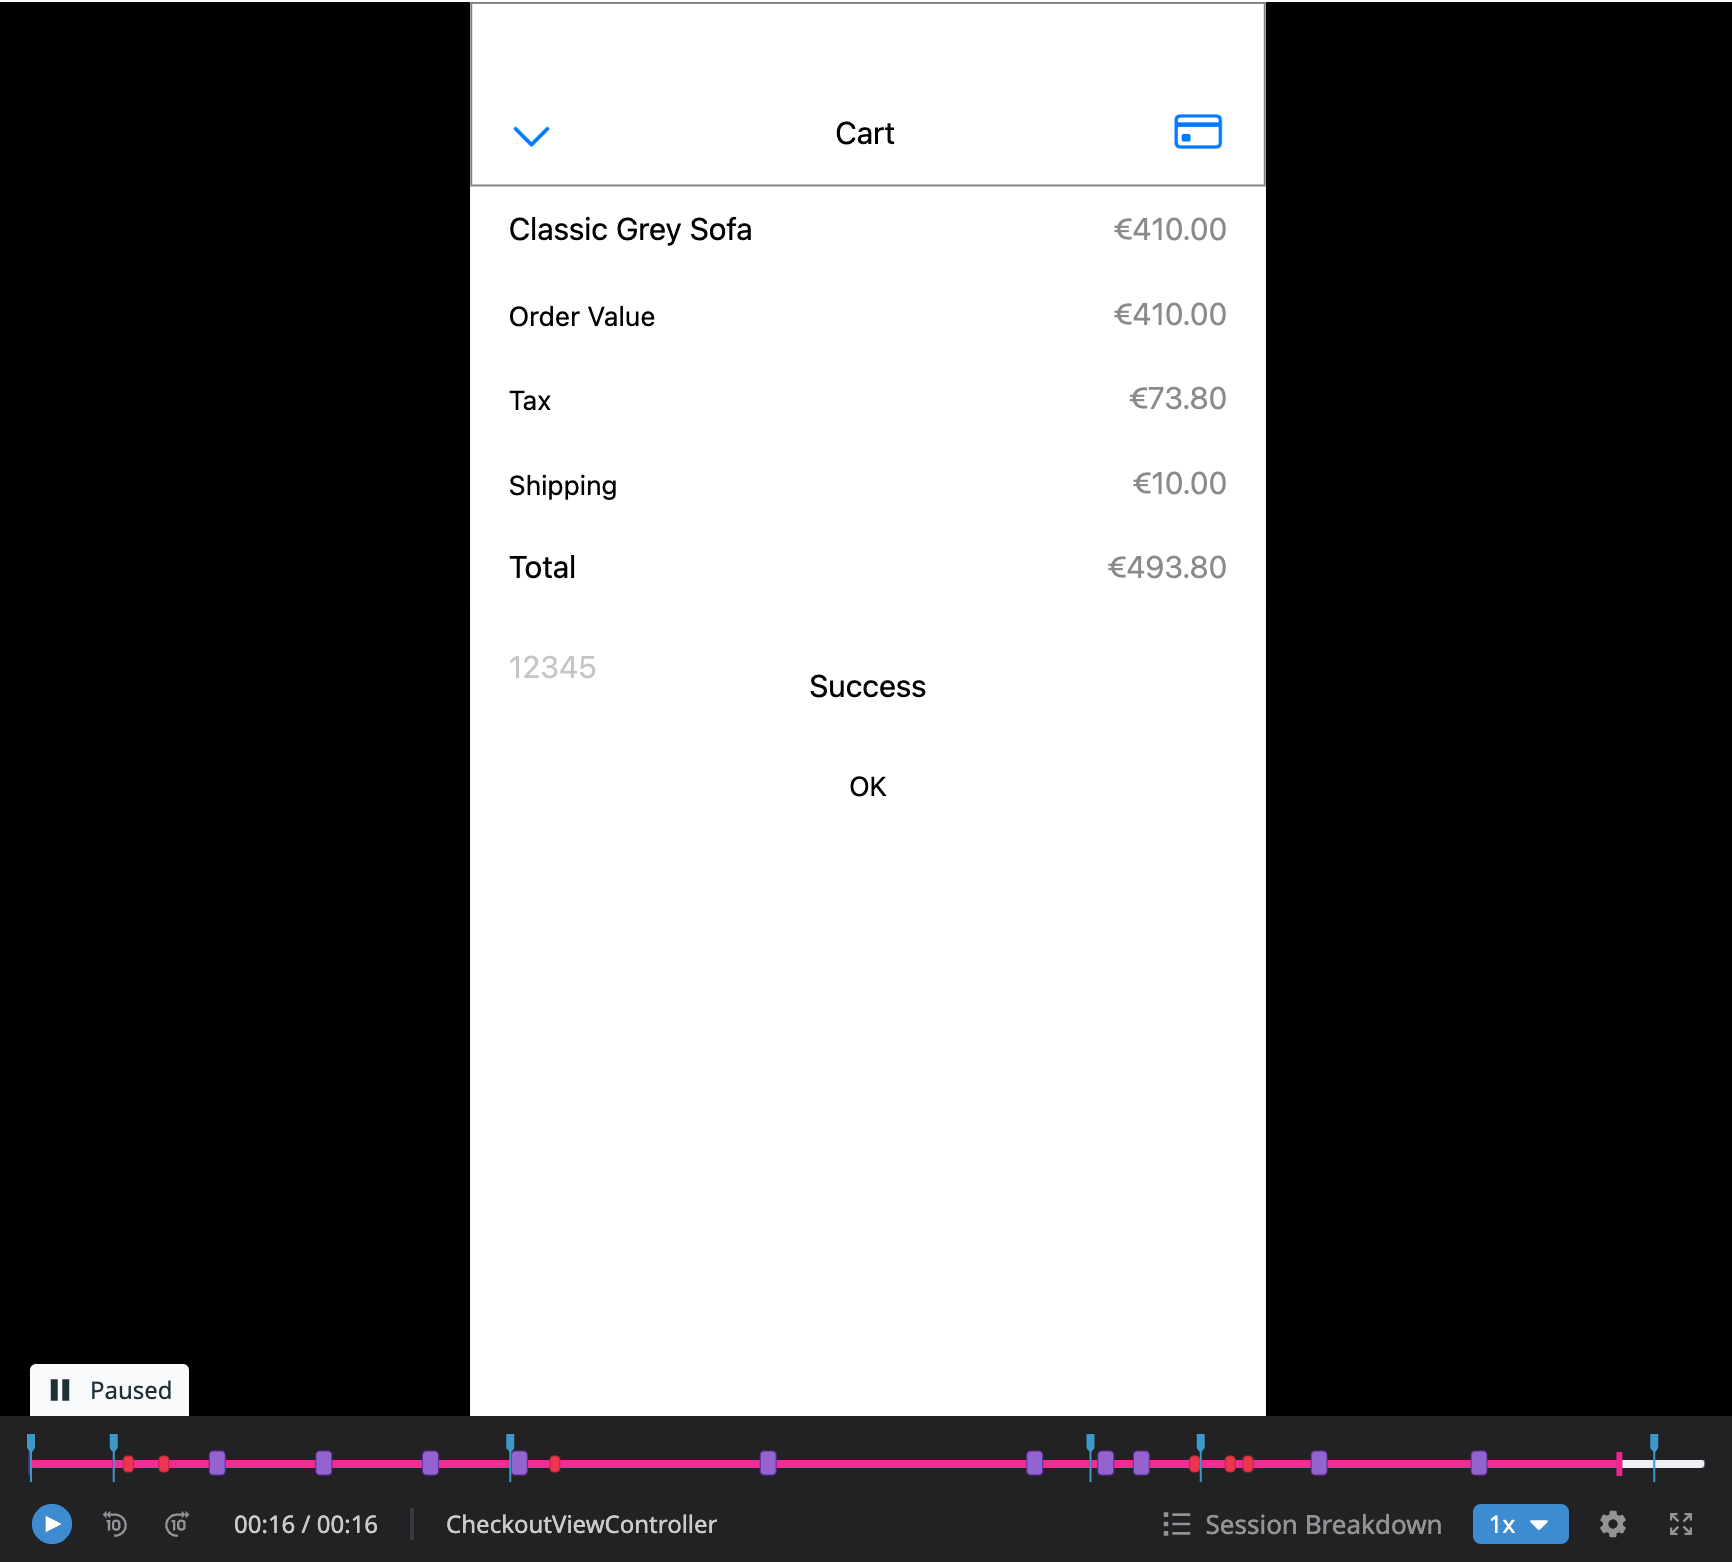 Cart
Classic Grey Sofa €410.00
Order Value €410.00
Tax €73.80
Shipping €10.00
Total €493.80
12345
Success
OK
Paused
10 10 00:16 / 00:16 CheckoutViewController Session Breakdown 1x